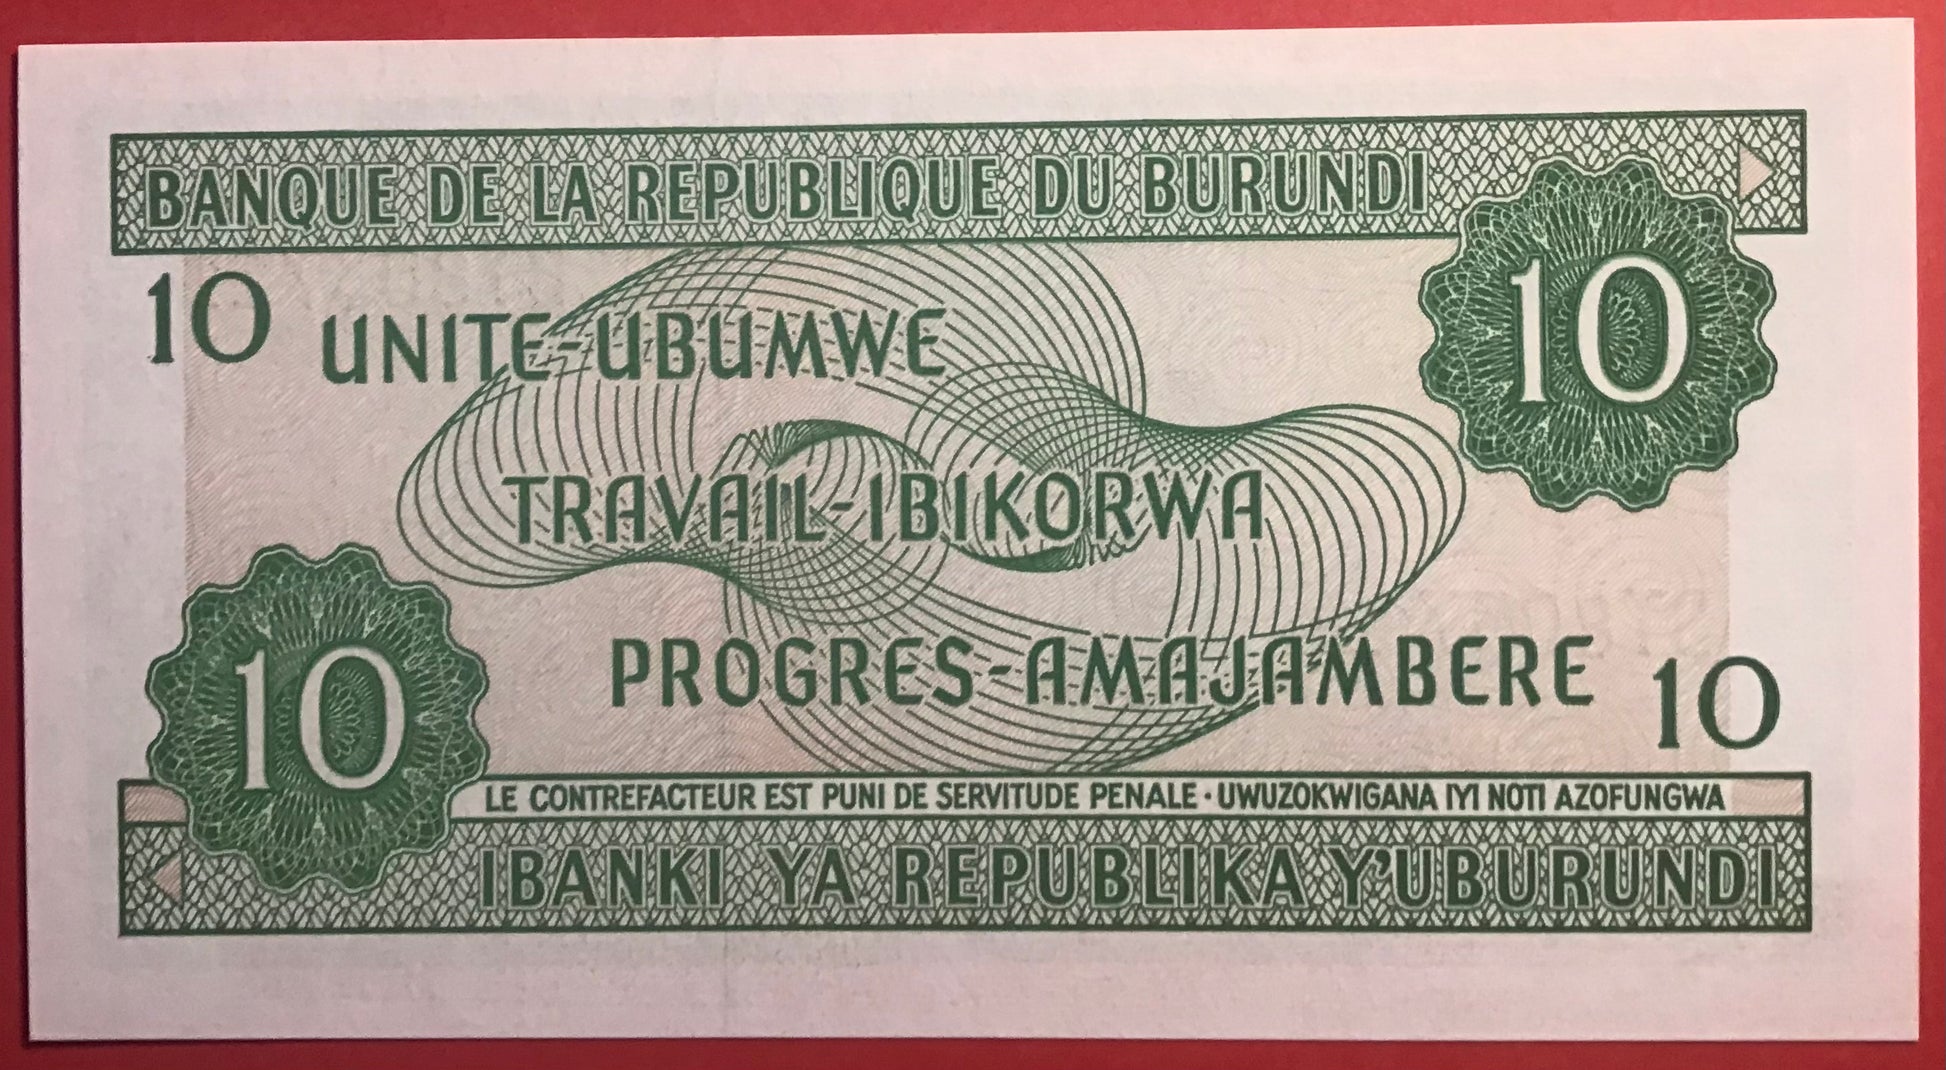 BANQUE DE LA REPUBLIQUE DU BURUNDI
10
10
UNITE-UBUMWE
TRAVAIL-IBIKORWA
PROGRES-AMAJAMBERE
10
10
LE CONTREFACTEUR EST PUNI DE SERVITUDE PENALE · UWUZOKWIGANA IYI NOTI AZOFUNGWA
IBANKI YA REPUBLIKA Y'UBURUNDI